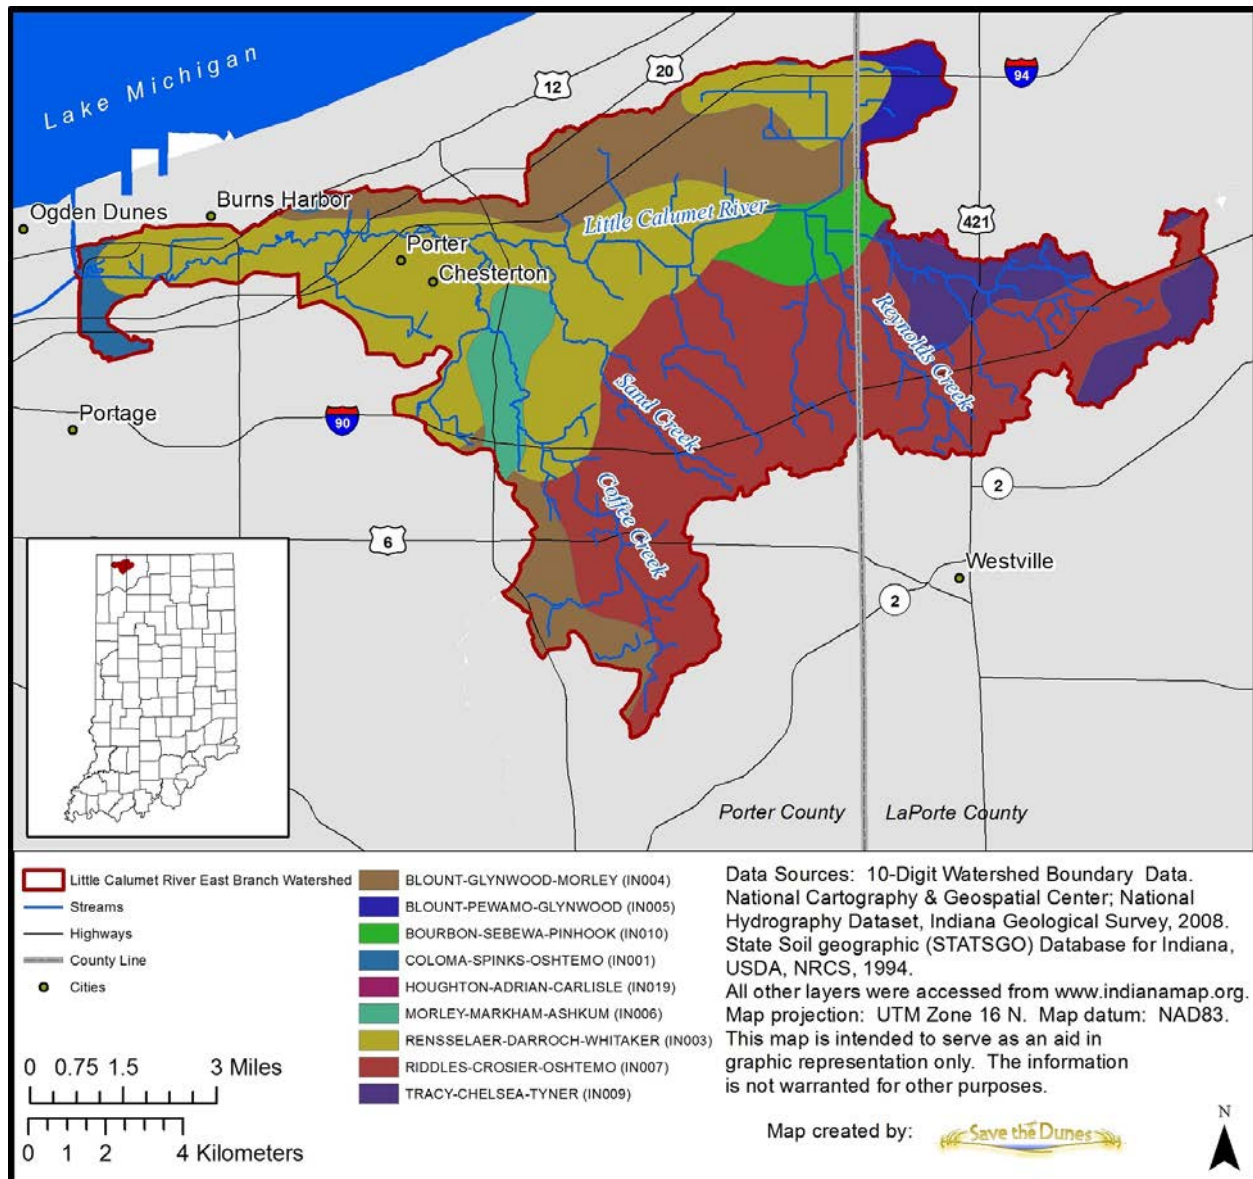 Lake Michigan
12
20
94
Ogden Dunes
Burns Harbor
Little Calumet River
421
Porter
Chesterton
Reynolds Creek
Sand Creek
Portage
90
Coffee Creek
2
6
Westville
2
Porter County
LaPorte County
Little Calumet River East Branch Watershed
Streams
Highways
County Line
Cities
0 0.75 1.5 3 Miles
0 1 2 4 Kilometers
BLOUNT-GLYNWOOD-MORLEY (IN004)
BLOUNT-PEWAMO-GLYNWOOD (IN005)
BOURBON-SEBEWA-PINHOOK (IN010)
COLOMA-SPINKS-OSHTEMO (IN001)
HOUGHTON-ADRIAN-CARLISLE (IN019)
MORLEY-MARKHAM-ASHKUM (IN006)
RENSSELAER-DARROCH-WHITAKER (IN003)
RIDDLES-CROSIER-OSHTEMO (IN007)
TRACY-CHELSEA-TYNER (IN009)
Data Sources: 10-Digit Watershed Boundary Data.
National Cartography & Geospatial Center; National
Hydrography Dataset, Indiana Geological Survey, 2008.
State Soil geographic (STATSGO) Database for Indiana,
USDA, NRCS, 1994.
All other layers were accessed from www.indianamap.org.
Map projection: UTM Zone 16 N. Map datum: NAD83.
This map is intended to serve as an aid in
graphic representation only. The information
is not warranted for other purposes.
Map created by:
Save the Dunes
N